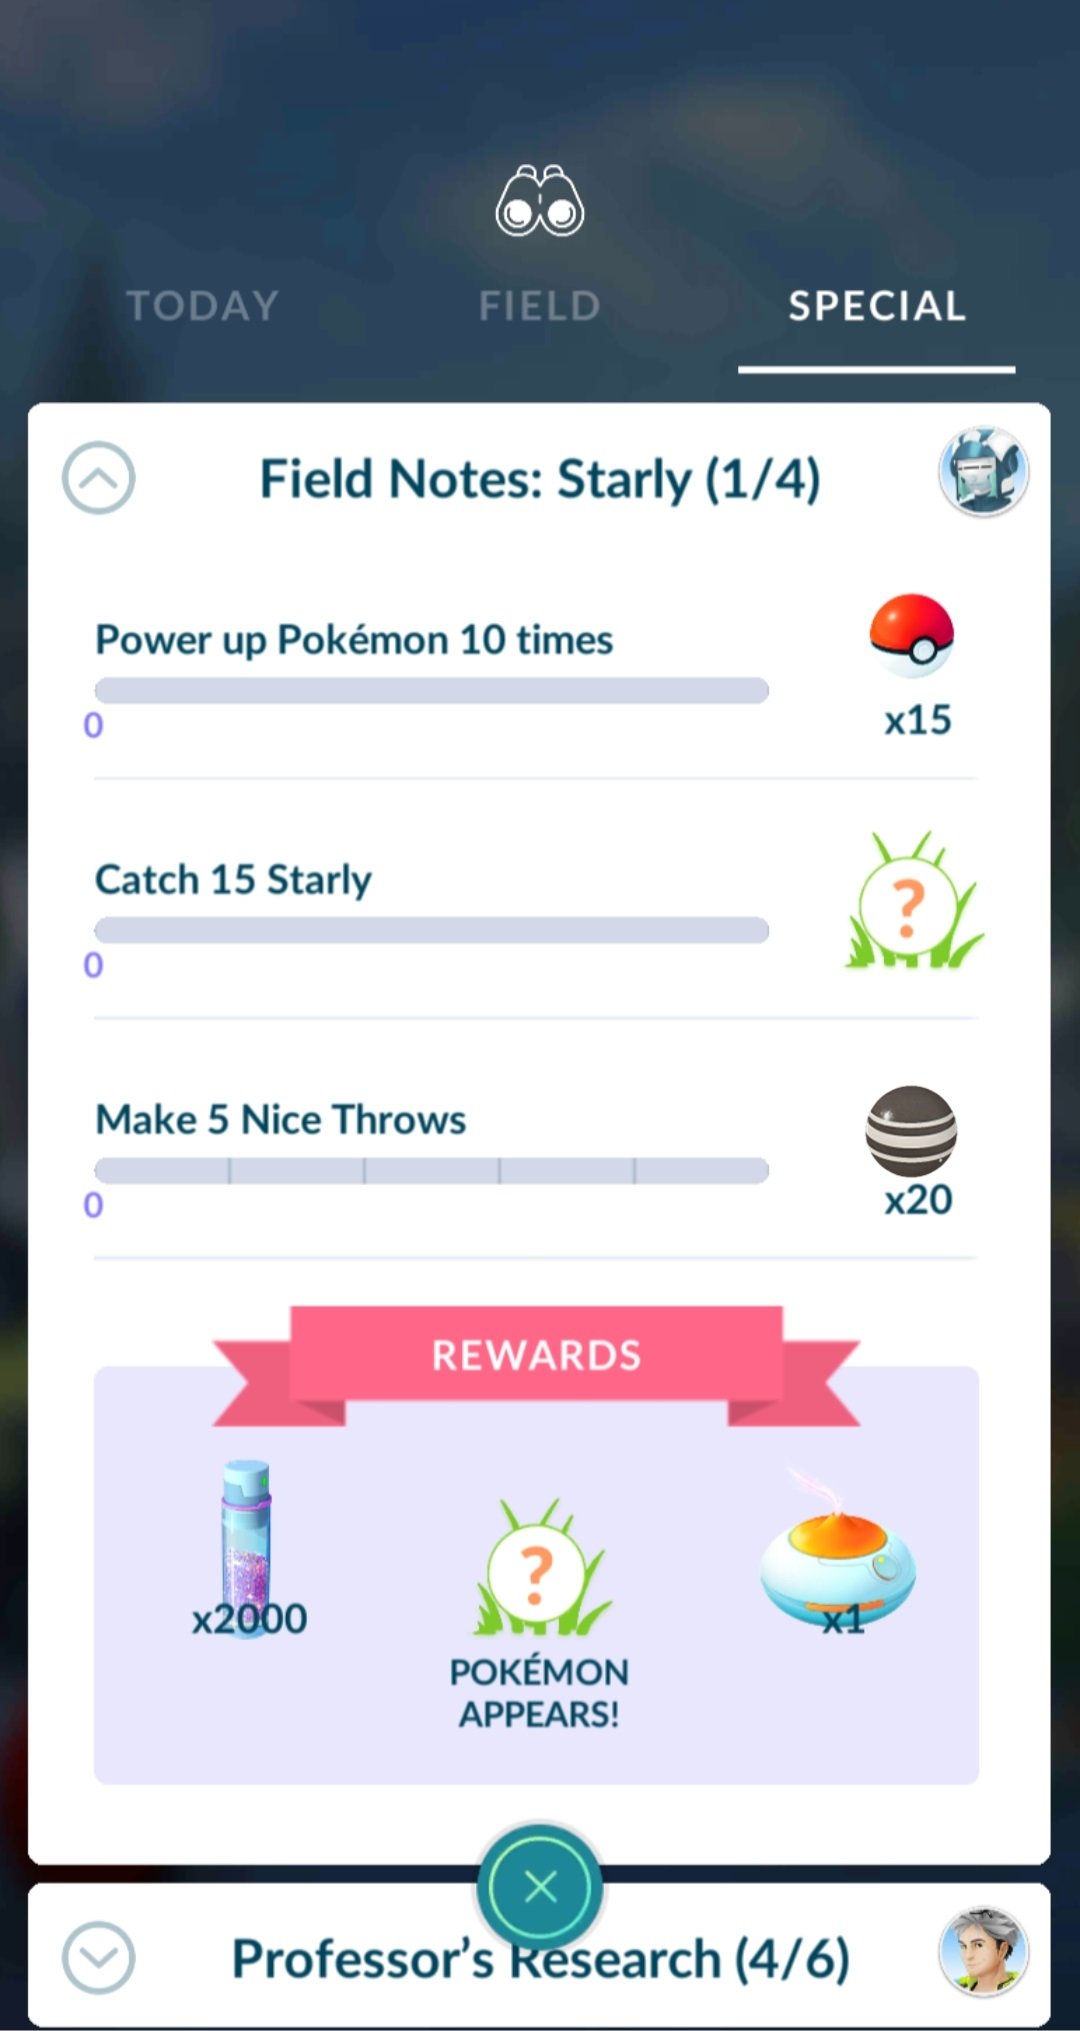 TODAY
FIELD
SPECIAL
Field Notes: Starly (1/4)
Power up Pokémon 10 times
0
x15
Catch 15 Starly
0
?
Make 5 Nice Throws
0
x20
REWARDS
x2000
?
POKÉMON
APPEARS!
x1
Professor's Research (4/6)